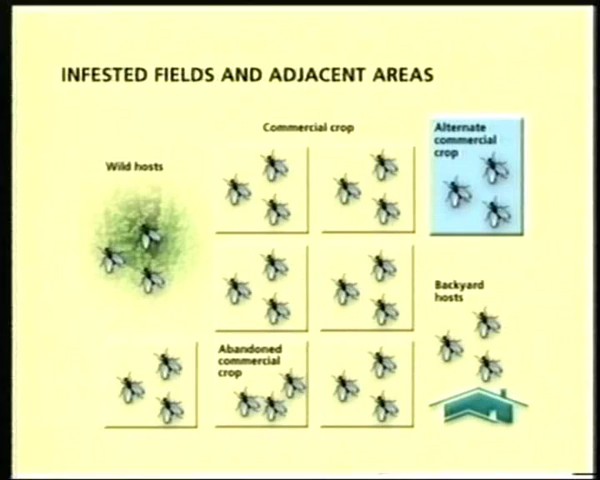 INFESTED FIELDS AND ADJACENT AREAS
Commercial crop
Alternate
commercial
crop
Wild hosts
Backyard
hosts
Abandoned
commercial
crop